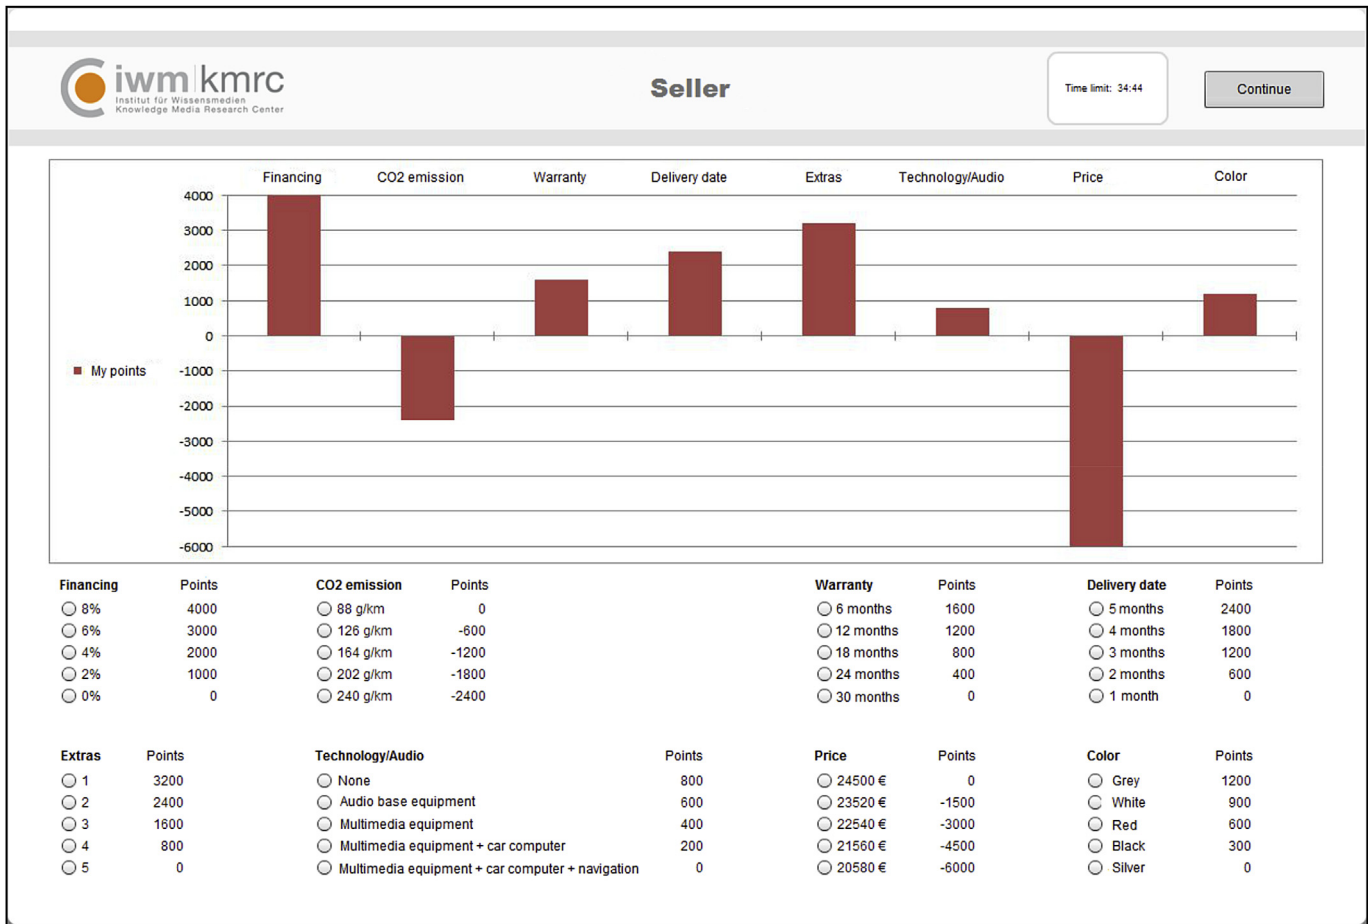 iwm kmrc
Institut für Wissensmedien
Knowledge Media Research Center
Seller
Time limit: 34:44
Continue
Financing CO2 emission Warranty Delivery date Extras Technology/Audio Price Color
4000
3000
2000
1000
0
My points
-1000
-2000
-3000
-4000
-5000
-6000
Financing Points CO2 emission Points Warranty Points Delivery date Points
8% 4000 88 g/km 0 6 months 1600 5 months 2400
6% 3000 126 g/km -600 12 months 1200 4 months 1800
4% 2000 164 g/km -1200 18 months 800 3 months 1200
2% 1000 202 g/km -1800 24 months 400 2 months 600
0% 0 240 g/km -2400 30 months 0 1 month 0
Extras Points Technology/Audio Points Price Points Color Points
1 3200 None 800 24500 € 0 Grey 1200
2 2400 Audio base equipment 600 23520 € -1500 White 900
3 1600 Multimedia equipment 400 22540 € -3000 Red 600
4 800 Multimedia equipment + car computer 200 21560 € -4500 Black 300
5 0 Multimedia equipment + car computer + navigation 0 20580 € -6000 Silver 0